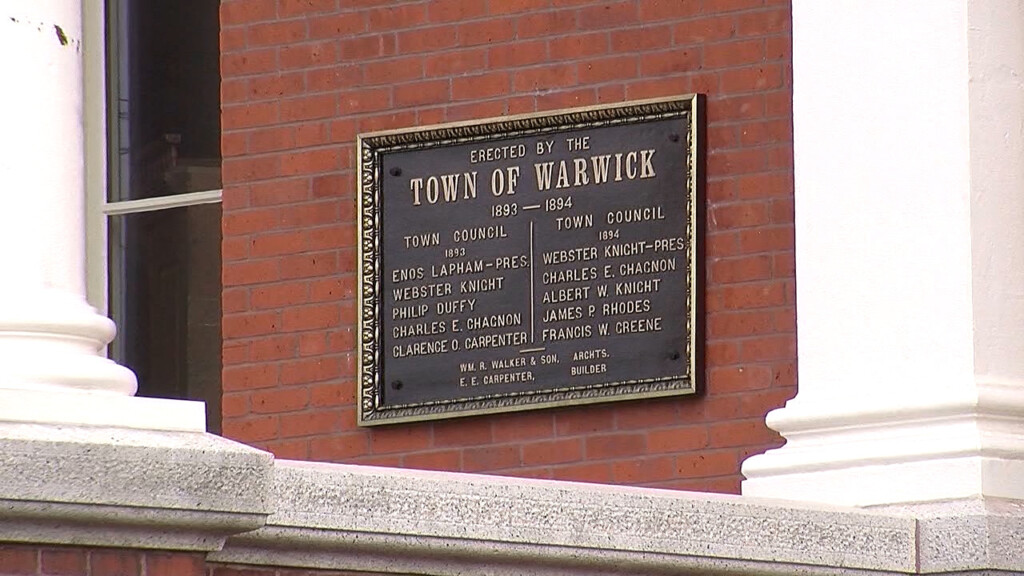 ERECTED BY THE
TOWN OF WARWICK
1893 — 1894
TOWN COUNCIL
1893
ENOS LAPHAM-PRES.
WEBSTER KNIGHT
PHILIP DUFFY
CHARLES E. CHAGNON
CLARENCE O. CARPENTER
TOWN COUNCIL
1894
WEBSTER KNIGHT-PRES.
CHARLES E. CHAGNON
ALBERT W. KNIGHT
JAMES P. RHODES
FRANCIS W. GREENE
WM. R. WALKER & SON, ARCHTS.
E. E. CARPENTER, BUILDER